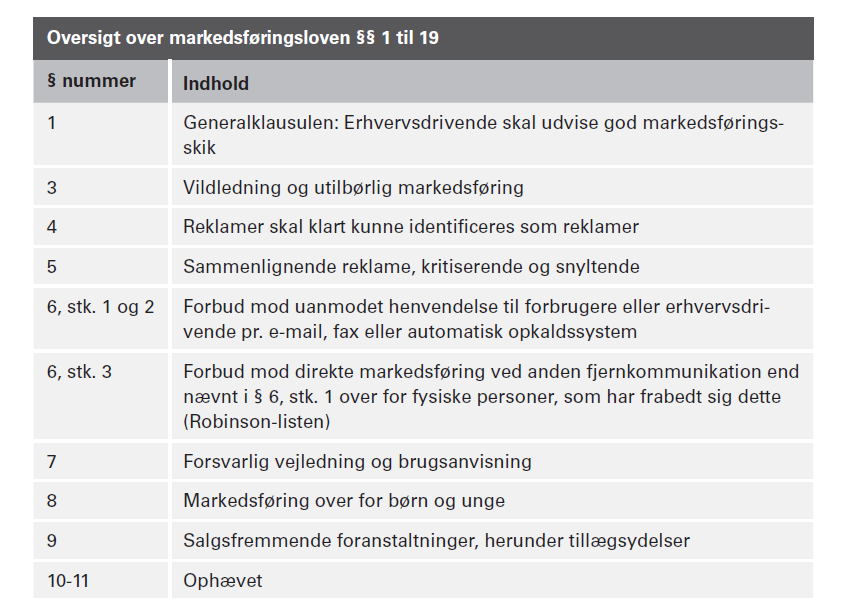 Oversigt over markedsføringsloven §§ 1 til 19
§ nummer
Indhold
1
Generalklausulen: Erhvervsdrivende skal udvise god markedsførings-
skik
3
Vildledning og utilbørlig markedsføring
4
Reklamer skal klart kunne identificeres som reklamer
5
Sammenlignende reklame, kritiserende og snyltende
6, stk. 1 og 2
Forbud mod uanmodet henvendelse til forbrugere eller erhvervsdri-
vende pr. e-mail, fax eller automatisk opkaldssystem
6, stk. 3
Forbud mod direkte markedsføring ved anden fjernkommunikation end
nævnt i § 6, stk. 1 over for fysiske personer, som har frabedt sig dette
(Robinson-listen)
7
Forsvarlig vejledning og brugsanvisning
8
Markedsføring over for børn og unge
9
Salgsfremmende foranstaltninger, herunder tillægsydelser
10-11
Ophævet